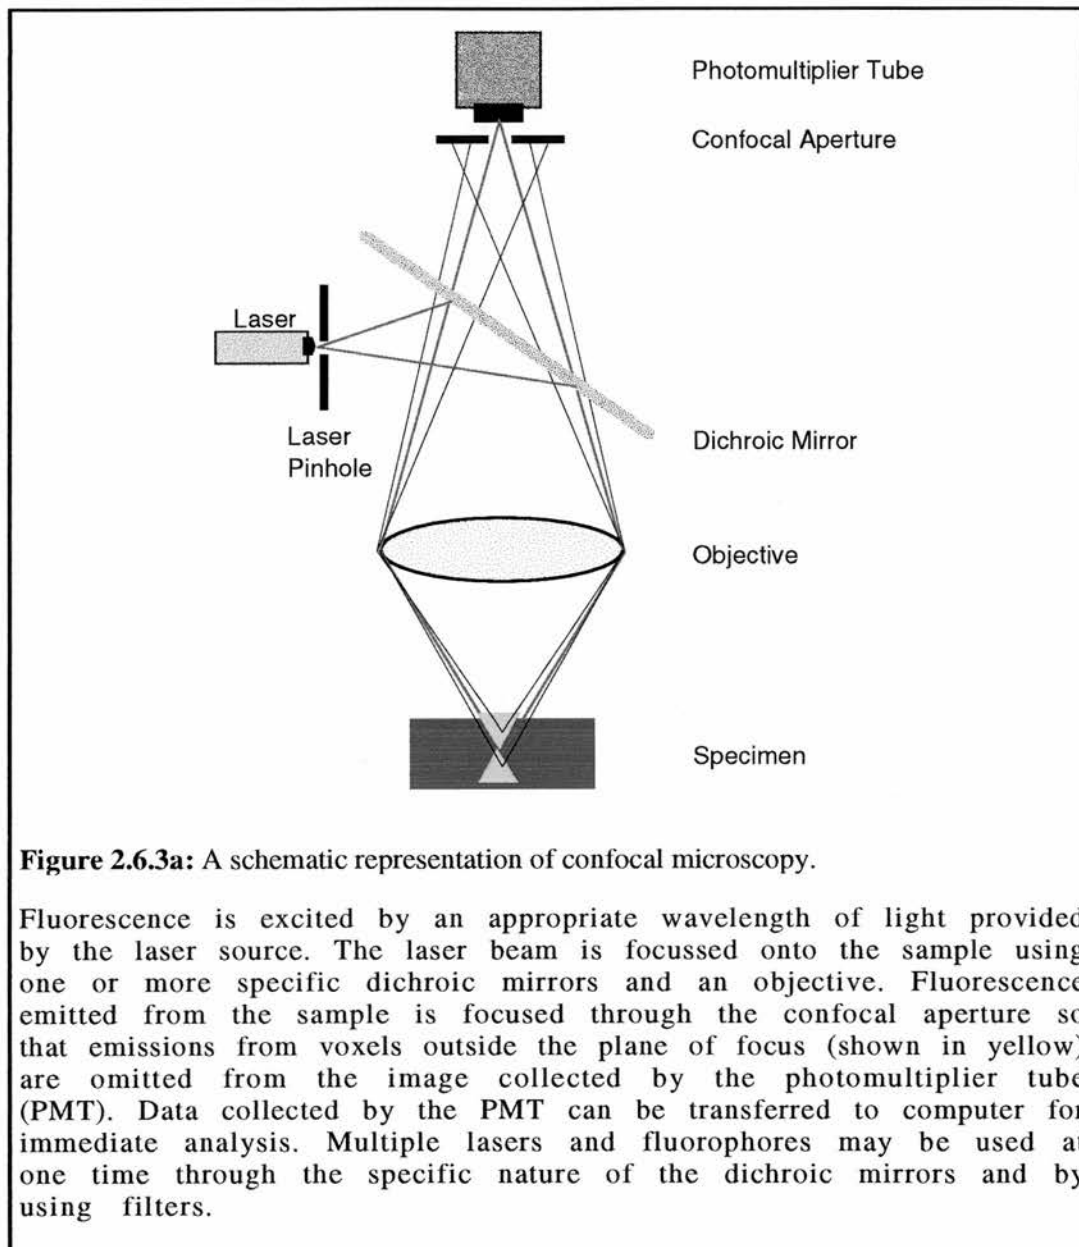 Photomultiplier Tube
Confocal Aperture
Laser
Laser
Pinhole
Dichroic Mirror
Objective
Specimen
Figure 2.6.3a: A schematic representation of confocal microscopy.
Fluorescence is excited by an appropriate wavelength of light provided
by the laser source. The laser beam is focussed onto the sample using
one or more specific dichroic mirrors and an objective. Fluorescence
emitted from the sample is focused through the confocal aperture so
that emissions from voxels outside the plane of focus (shown in yellow)
are omitted from the image collected by the photomultiplier tube
(PMT). Data collected by the PMT can be transferred to computer for
immediate analysis. Multiple lasers and fluorophores may be used at
one time through the specific nature of the dichroic mirrors and by
using filters.